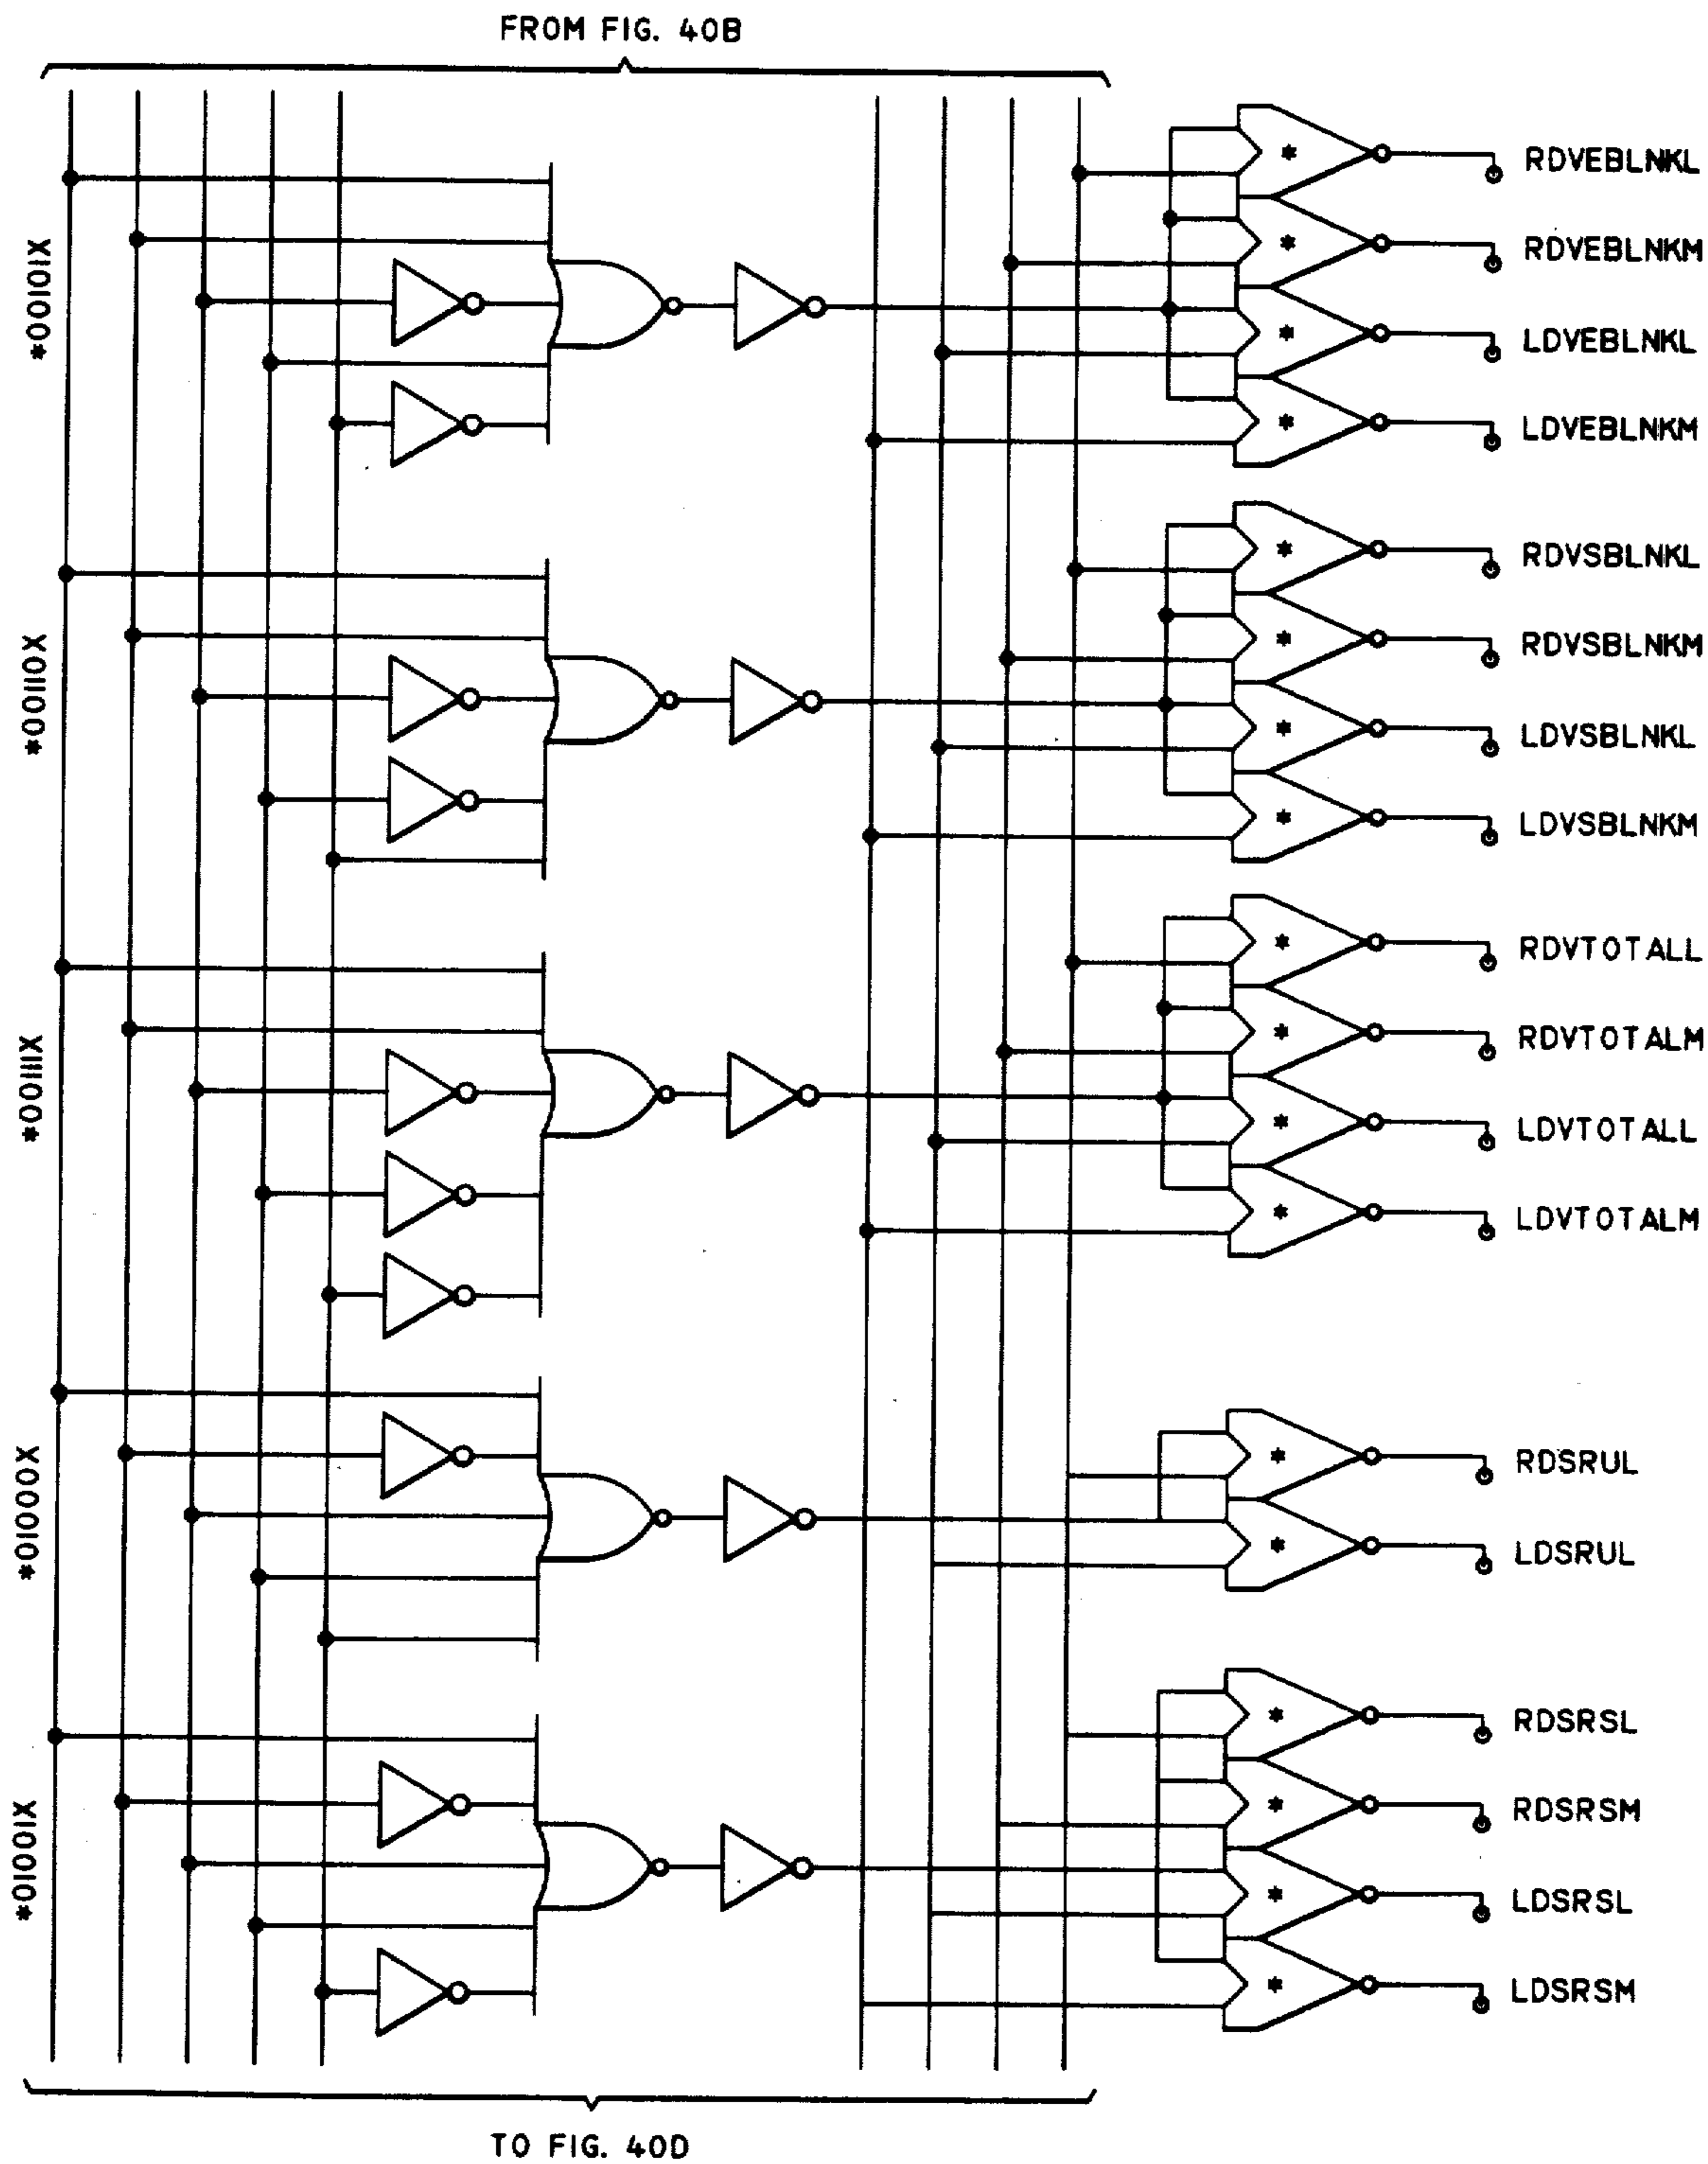 FROM FIG. 40B
*00101X
RDVEBLNKL
RDVEBLNKM
LDVEBLNKL
LDVEBLNKM
*00110X
RDVSBLNKL
RDVSBLNKM
LDVSBLNKL
LDVSBLNKM
*00111X
RDVTOTALL
RDVTOTALM
LDVTOTALL
LDVTOTALM
*01000X
RDSRUL
LDSRUL
*01001X
RDSRSL
RDSRSM
LDSRSL
LDSRSM
* * * *
* * * *
* * * *
* *
* * * *
TO FIG. 40D